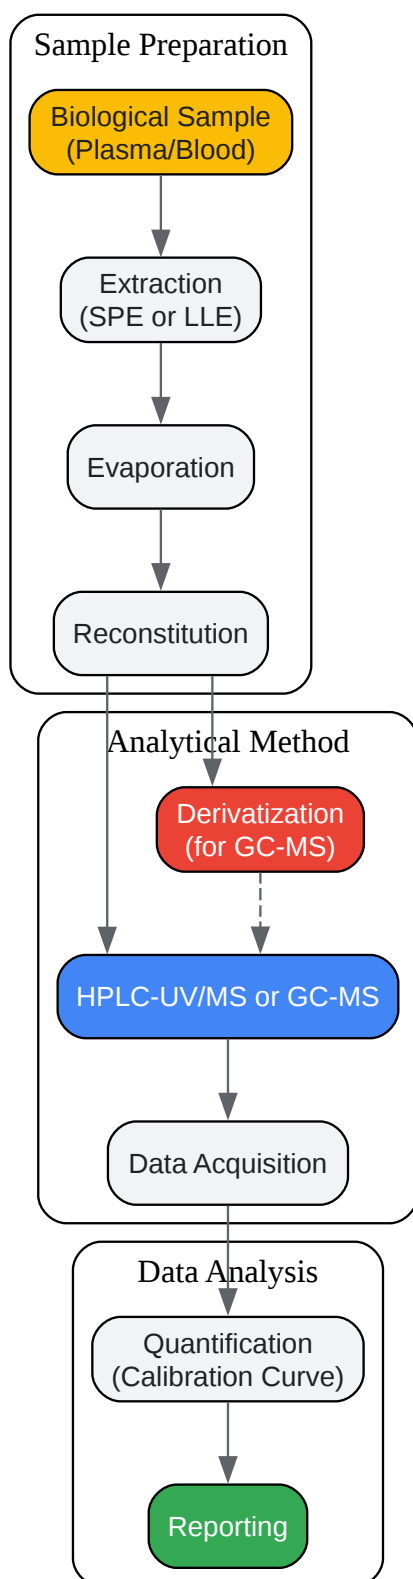 Sample Preparation
Biological Sample
(Plasma/Blood)
Extraction
(SPE or LLE)
Evaporation
Reconstitution
Analytical Method
Derivatization
(for GC-MS)
HPLC-UV/MS or GC-MS
Data Acquisition
Data Analysis
Quantification
(Calibration Curve)
Reporting